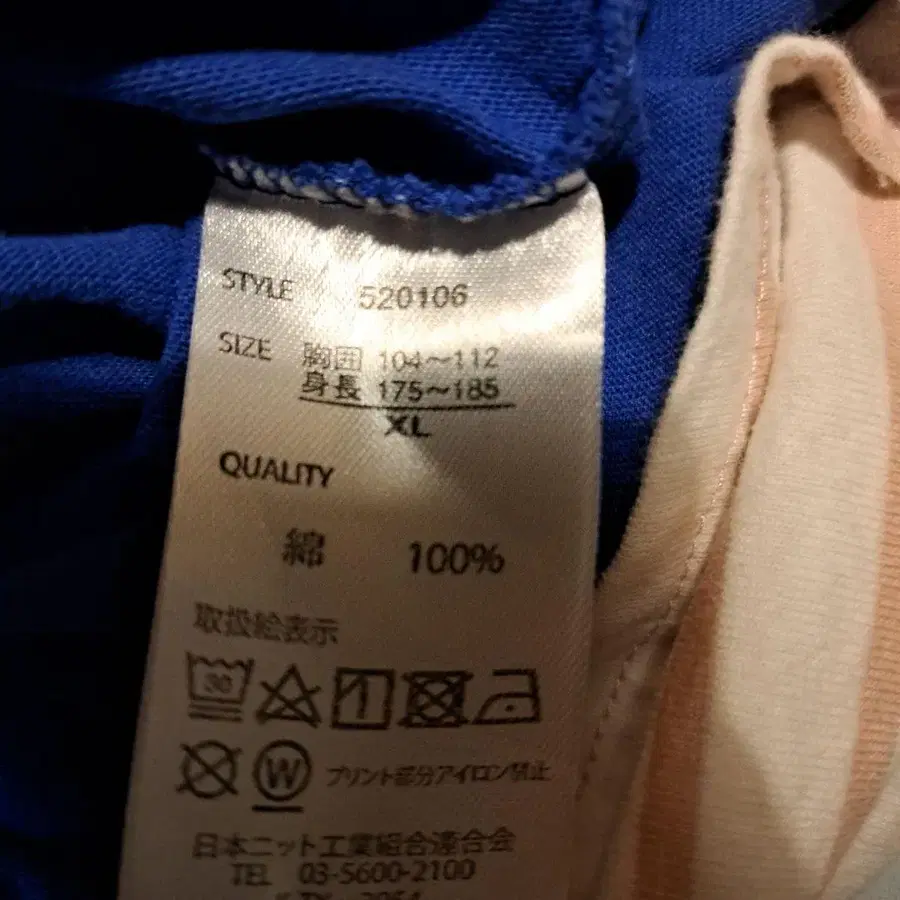 STYLE 520106
SIZE 胸囲 104～112
身長 175～185
XL
QUALITY
綿 100%
取扱絵表示
30
W プリント部分アイロン禁止
日本ニット工業組合連合会
TEL 03-5600-2100